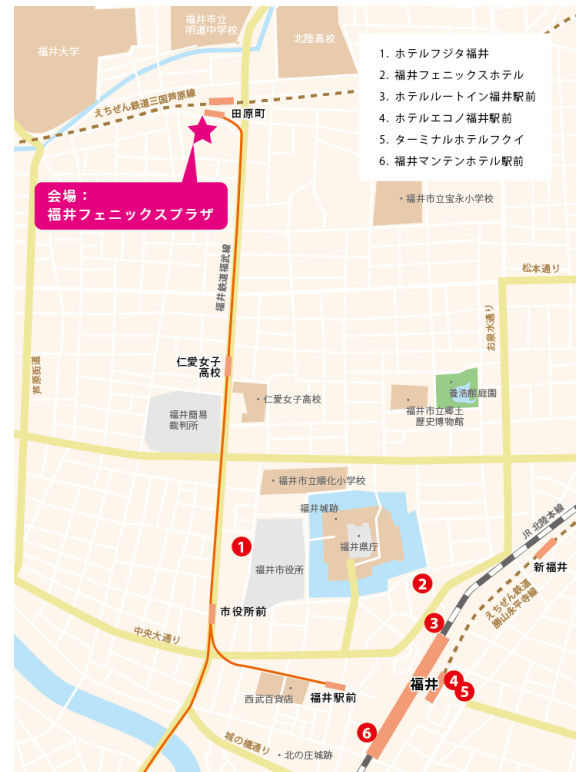 福井市立
明道中学校
福井大学
北陸高校
1. ホテルフジタ福井
2. 福井フェニックスホテル
3. ホテルルートイン福井駅前
4. ホテルエコノ福井駅前
5. ターミナルホテルフクイ
6. 福井マンテンホテル駅前
えちぜん鉄道三国芦原線
田原町
会場：
福井フェニックスプラザ
福井市立宝永小学校
福井鉄道福武線
松本通り
お泉水通り
芦原街道
仁愛女子
高校
仁愛女子高校
養浩館庭園
福井市立郷土
歴史博物館
福井簡易
裁判所
福井市立順化小学校
福井城跡
JR 北陸本線
1
福井県庁
新福井
福井市役所
2
えちぜん鉄道
勝山永平寺線
市役所前
3
中央大通り
福井
4
5
西武百貨店
福井駅前
6
城の橋通り
北の庄城跡